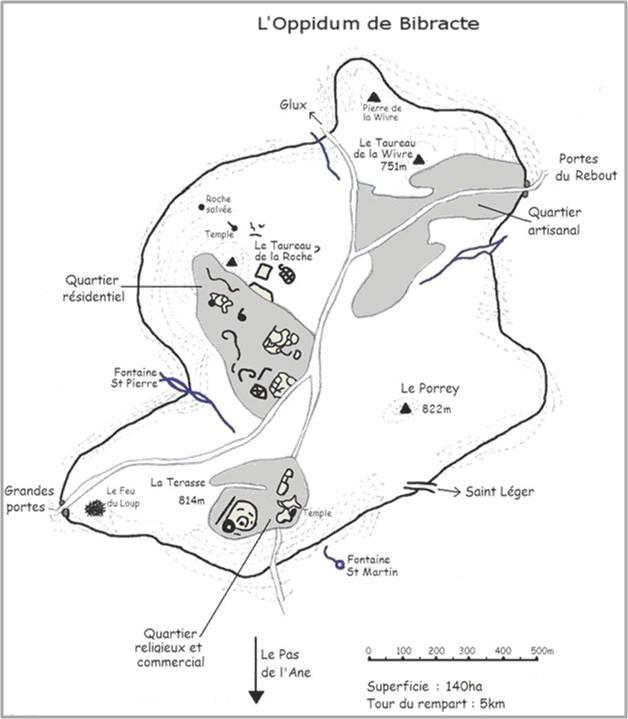 L'Oppidum de Bibracte
Glux
Pierre de
la Wivre
Le Taureau
de la Wivre
751m
Portes
du Rebout
Roche
salvée
Temple
Le Taureau
de la Roche
Quartier
artisanal
Quartier
résidentiel
Fontaine
St Pierre
Le Porrey
822m
La Terasse
814m
Grandes
portes
Le Feu
du Loup
Temple
Saint Léger
Fontaine
St Martin
Quartier
religieux et
commercial
Le Pas
de l'Ane
0 100 200 300 400 500m
Superficie : 140ha
Tour du rempart : 5km